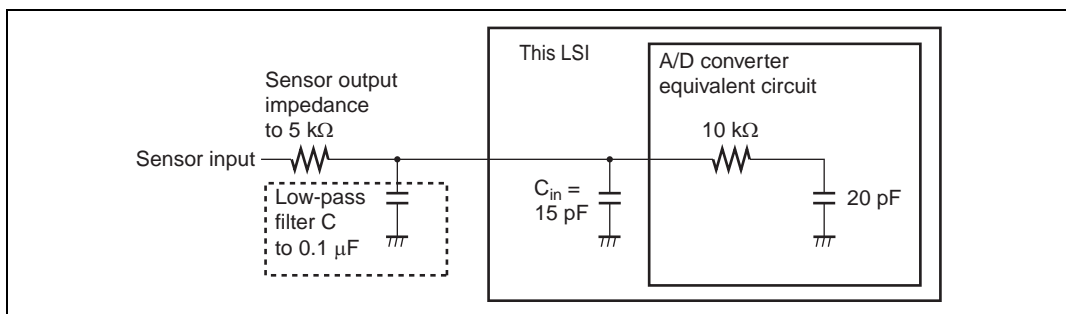 This LSI
A/D converter
equivalent circuit
Sensor output
impedance
to 5 kΩ
10 kΩ
Sensor input
Low-pass
filter C
to 0.1 μF
Cin =
15 pF
20 pF